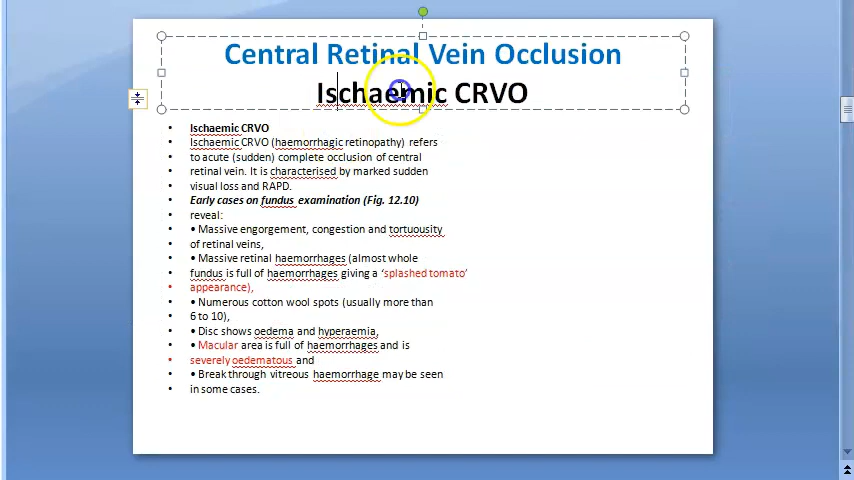 Central Retinal Vein Occlusion
Ischaemic CRVO
• Ischaemic CRVO
• Ischaemic CRVO (haemorrhagic retinopathy) refers
• to acute (sudden) complete occlusion of central
• retinal vein. It is characterised by marked sudden
• visual loss and RAPD.
• Early cases on fundus examination (Fig. 12.10)
• reveal:
• • Massive engorgement, congestion and tortuousity
• of retinal veins,
• • Massive retinal haemorrhages (almost whole
• fundus is full of haemorrhages giving a ‘splashed tomato’
• appearance),
• • Numerous cotton wool spots (usually more than
• 6 to 10),
• • Disc shows oedema and hyperaemia,
• • Macular area is full of haemorrhages and is
• severely oedematous and
• • Break through vitreous haemorrhage may be seen
• in some cases.